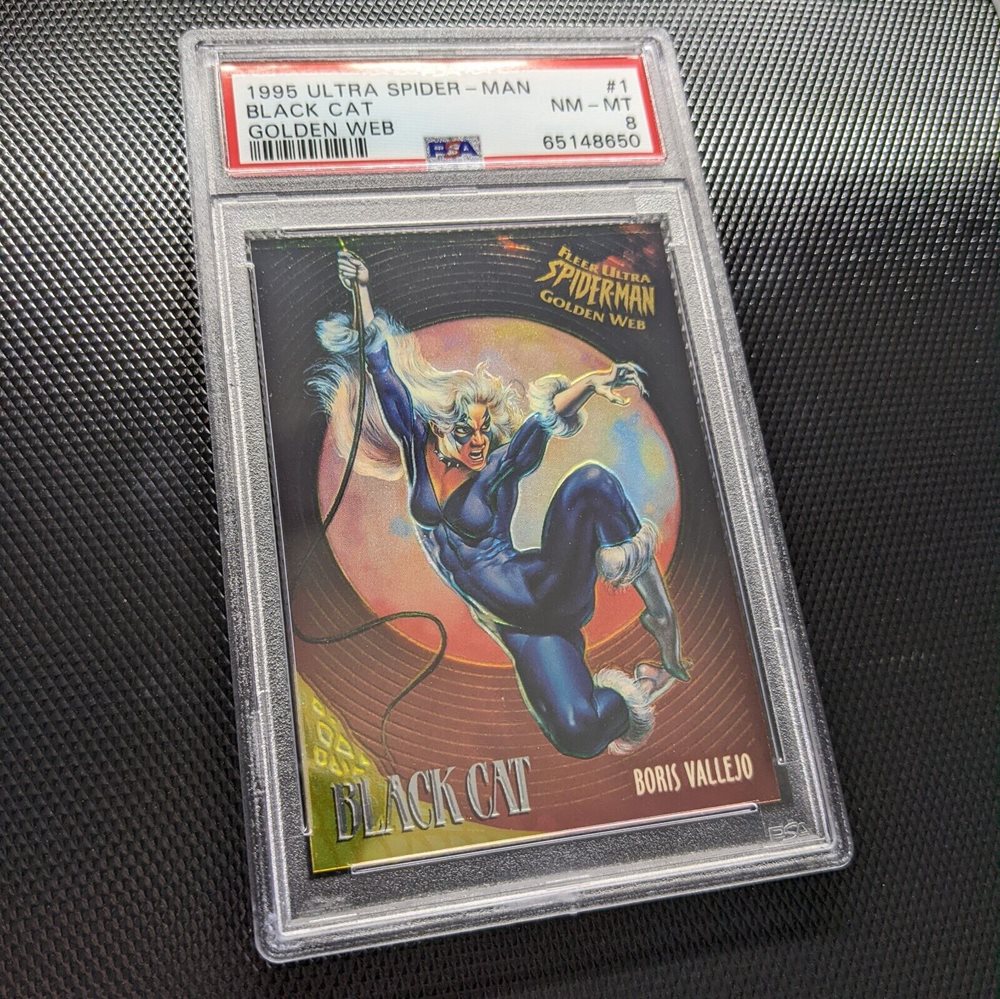 1995 ULTRA SPIDER-MAN #1
BLACK CAT NM-MT
GOLDEN WEB 8
PSA 65148650
FLEER ULTRA
SPIDER-MAN
GOLDEN WEB
BLACK CAT
BORIS VALLEJO
PSA